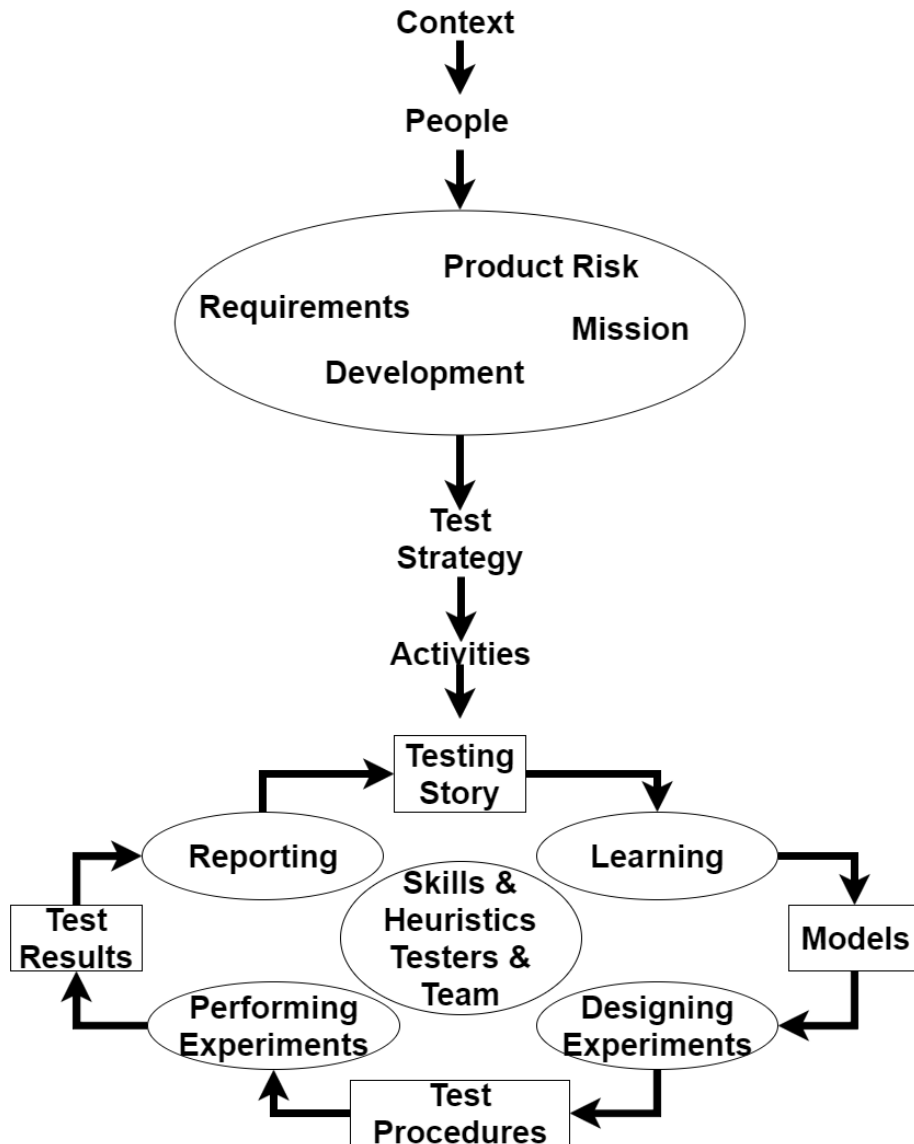 Context
People
Product Risk
Requirements
Mission
Development
Test
Strategy
Activities
Testing
Story
Reporting
Learning
Skills &
Heuristics
Testers &
Team
Test
Results
Models
Performing
Experiments
Designing
Experiments
Test
Procedures